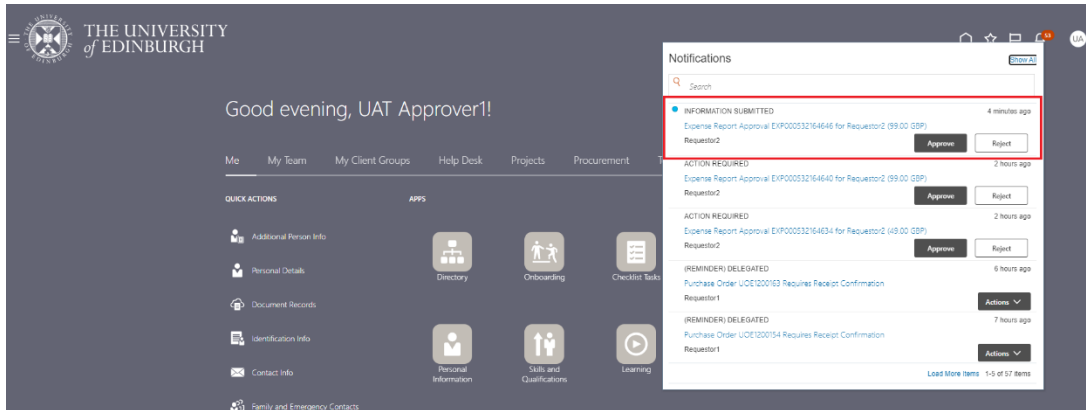 THE UNIVERSITY
of EDINBURGH
UA
Notifications
Show All
Search
Good evening, UAT Approver1!
INFORMATION SUBMITTED
4 minutes ago
Expense Report Approval EXP000532164646 for Requestor2 (99.00 GBP)
Requestor2
Approve
Reject
Me
My Team
My Client Groups
Help Desk
Projects
Procurement
ACTION REQUIRED
2 hours ago
Expense Report Approval EXP000532164640 for Requestor2 (99.00 GBP)
Requestor2
Approve
Reject
QUICK ACTIONS
APPS
ACTION REQUIRED
2 hours ago
Expense Report Approval EXP000532164634 for Requestor2 (49.00 GBP)
Requestor2
Approve
Reject
Additional Person Info
Personal Details
Document Records
Identification Info
Contact Info
Family and Emergency Contacts
Directory
Onboarding
Checklist Tasks
Personal
Information
Skills and
Qualifications
Learning
(REMINDER) DELEGATED
6 hours ago
Purchase Order UOE1200163 Requires Receipt Confirmation
Requestor1
Actions
(REMINDER) DELEGATED
7 hours ago
Purchase Order UOE1200154 Requires Receipt Confirmation
Requestor1
Actions
Load More Items 1-5 of 57 items